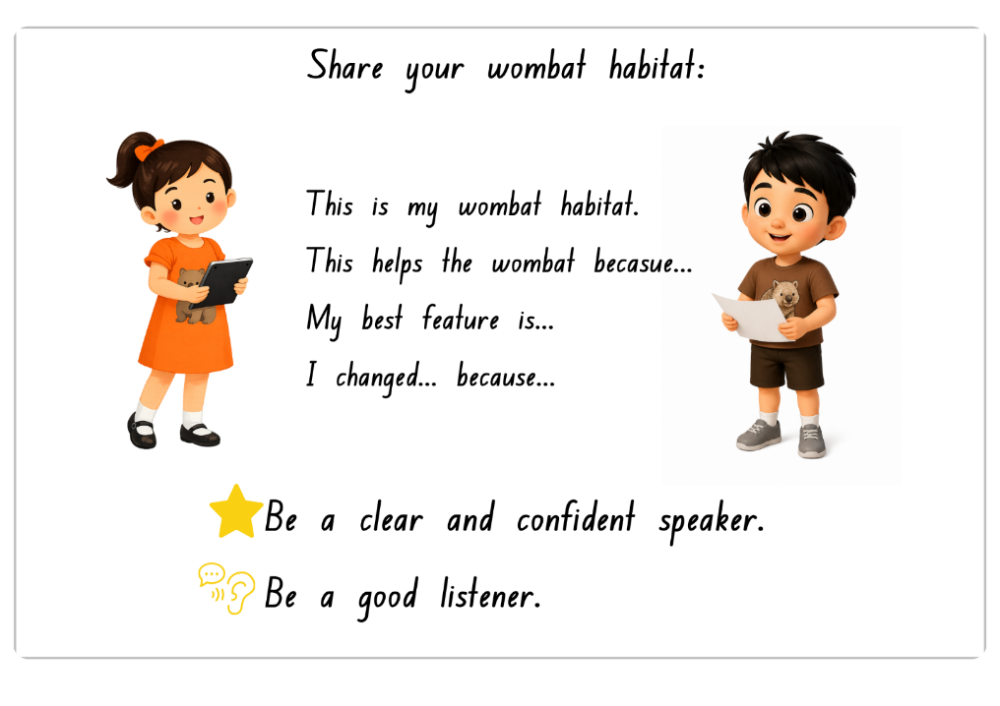 Share your wombat habitat:
This is my wombat habitat.
This helps the wombat becasue...
My best feature is...
I changed... because...
Be a clear and confident speaker.
Be a good listener.